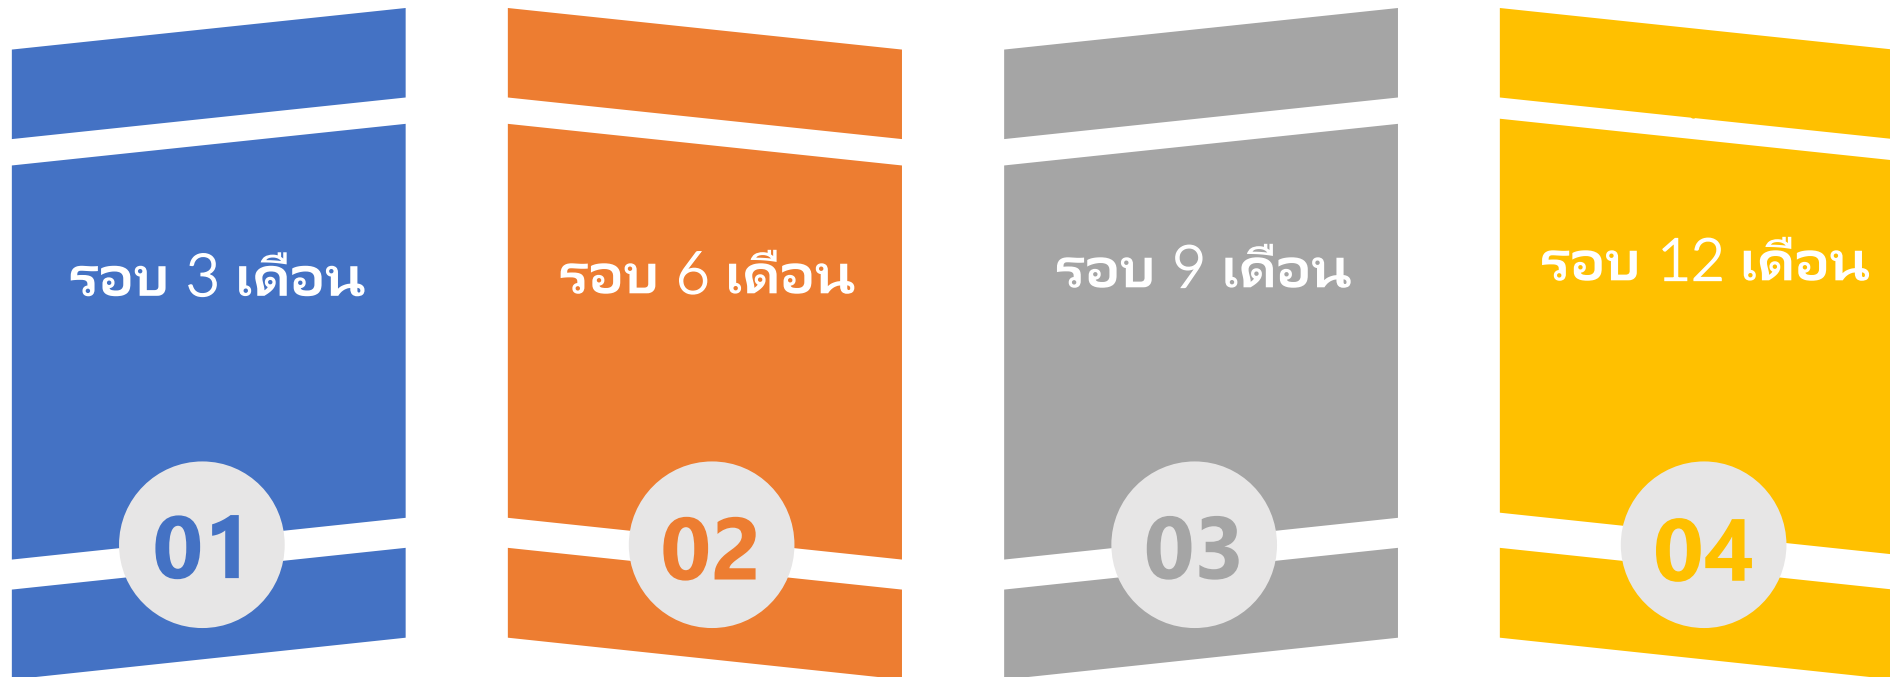 รอบ 3 เดือน
01
รอบ 6 เดือน
02
รอบ 9 เดือน
03
รอบ 12 เดือน
04